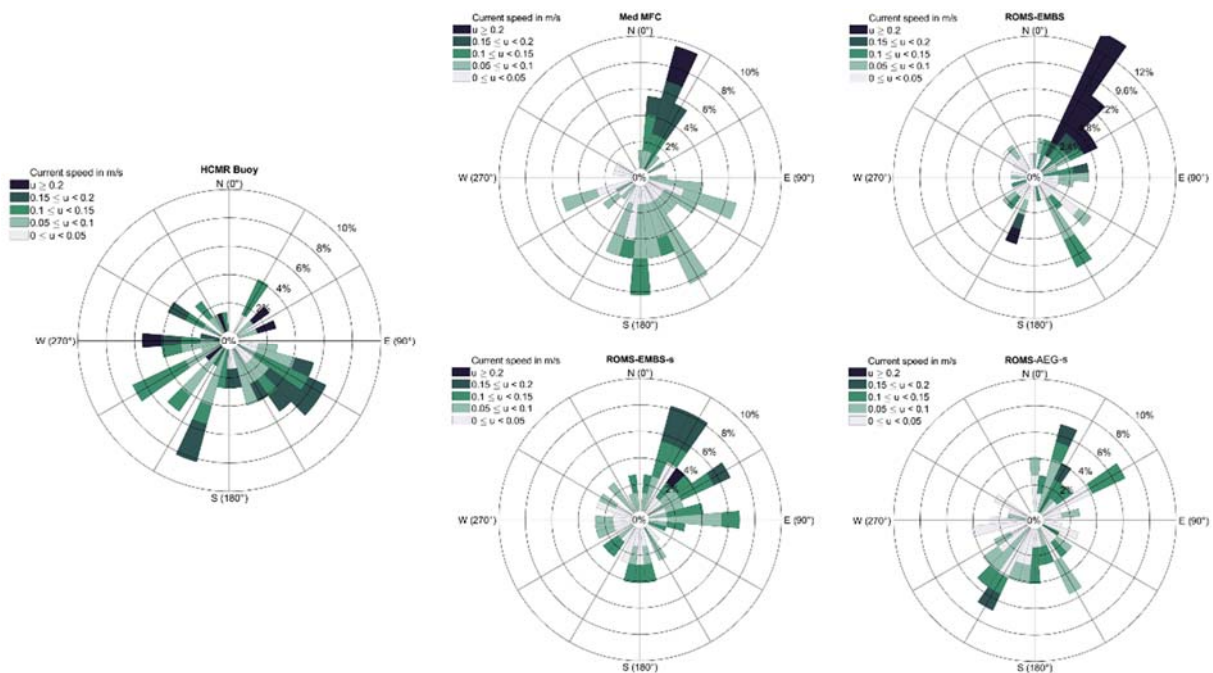 HCMR Buoy
Current speed in m/s
u ≥ 0.2
0.15 ≤ u < 0.2
0.1 ≤ u < 0.15
0.05 ≤ u < 0.1
0 ≤ u < 0.05
N (0°)
10%
8%
6%
4%
2%
0%
W (270°)
E (90°)
S (180°)
Med MFC
Current speed in m/s
u ≥ 0.2
0.15 ≤ u < 0.2
0.1 ≤ u < 0.15
0.05 ≤ u < 0.1
0 ≤ u < 0.05
N (0°)
10%
8%
6%
4%
2%
0%
W (270°)
E (90°)
S (180°)
ROMS-EMBS
Current speed in m/s
u ≥ 0.2
0.15 ≤ u < 0.2
0.1 ≤ u < 0.15
0.05 ≤ u < 0.1
0 ≤ u < 0.05
N (0°)
12%
9.6%
2.4%
0%
W (270°)
E (90°)
S (180°)
ROMS-EMBS-s
Current speed in m/s
u ≥ 0.2
0.15 ≤ u < 0.2
0.1 ≤ u < 0.15
0.05 ≤ u < 0.1
0 ≤ u < 0.05
N (0°)
10%
8%
6%
4%
0%
W (270°)
E (90°)
S (180°)
ROMS-AEG-s
Current speed in m/s
u ≥ 0.2
0.15 ≤ u < 0.2
0.1 ≤ u < 0.15
0.05 ≤ u < 0.1
0 ≤ u < 0.05
N (0°)
10%
8%
6%
4%
2%
0%
W (270°)
E (90°)
S (180°)